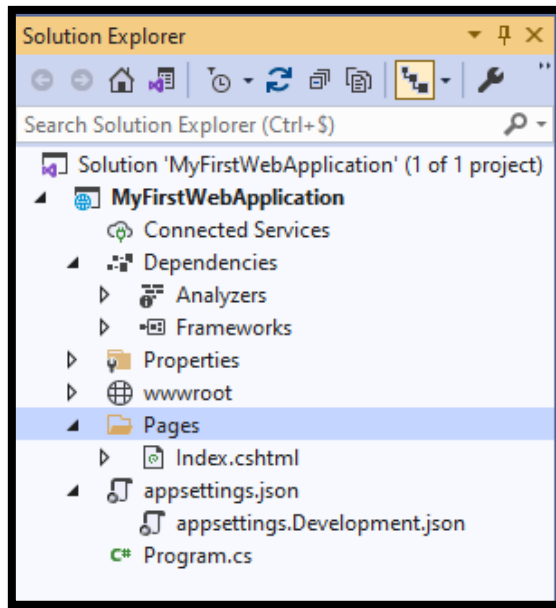 Solution Explorer
Search Solution Explorer (Ctrl+$)
Solution 'MyFirstWebApplication' (1 of 1 project)
MyFirstWebApplication
Connected Services
Dependencies
Analyzers
Frameworks
Properties
wwwroot
Pages
Index.cshtml
appsettings.json
appsettings.Development.json
C# Program.cs